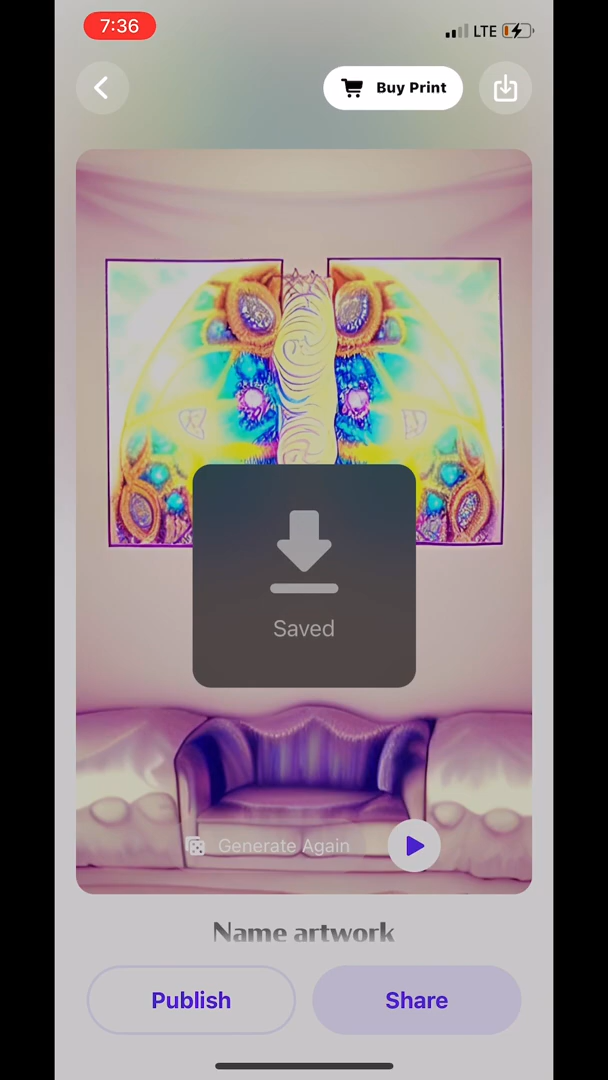 7:36
LTE
Buy Print
Saved
Generate Again
Name artwork
Publish
Share